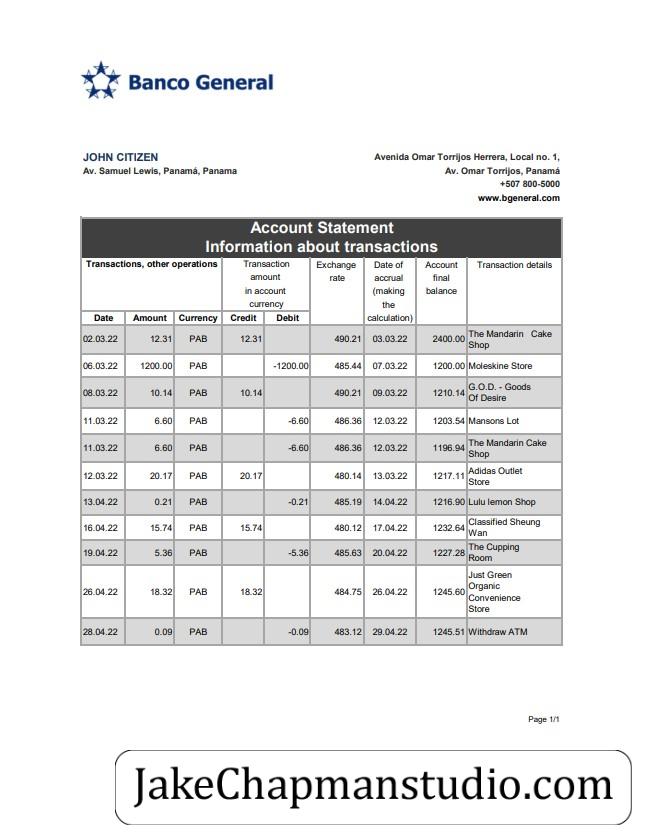 Banco General
JOHN CITIZEN
Av. Samuel Lewis, Panamá, Panama
Avenida Omar Torrijos Herrera, Local no. 1,
Av. Omar Torrijos, Panamá
+507 800-5000
www.bgeneral.com
Account Statement
Information about transactions
Transactions, other operations
Transaction
amount
in account
currency
Exchange
rate
Date of
accrual
(making
the
calculation)
Account
final
balance
Transaction details
Date Amount Currency Credit Debit
02.03.22 12.31 PAB 12.31 490.21 03.03.22 2400.00 The Mandarin Cake
Shop
06.03.22 1200.00 PAB -1200.00 485.44 07.03.22 1200.00 Moleskine Store
08.03.22 10.14 PAB 10.14 490.21 09.03.22 1210.14 G.O.D. - Goods
Of Desire
11.03.22 6.60 PAB -6.60 486.36 12.03.22 1203.54 Mansons Lot
11.03.22 6.60 PAB -6.60 486.36 12.03.22 1196.94 The Mandarin Cake
Shop
12.03.22 20.17 PAB 20.17 480.14 13.03.22 1217.11 Adidas Outlet
Store
13.04.22 0.21 PAB -0.21 485.19 14.04.22 1216.90 Lulu lemon Shop
16.04.22 15.74 PAB 15.74 480.12 17.04.22 1232.64 Classified Sheung
Wan
19.04.22 5.36 PAB -5.36 485.63 20.04.22 1227.28 The Cupping
Room
26.04.22 18.32 PAB 18.32 484.75 26.04.22 1245.60 Just Green
Organic
Convenience
Store
28.04.22 0.09 PAB -0.09 483.12 29.04.22 1245.51 Withdraw ATM
Page 1/1
JakeChapmanstudio.com